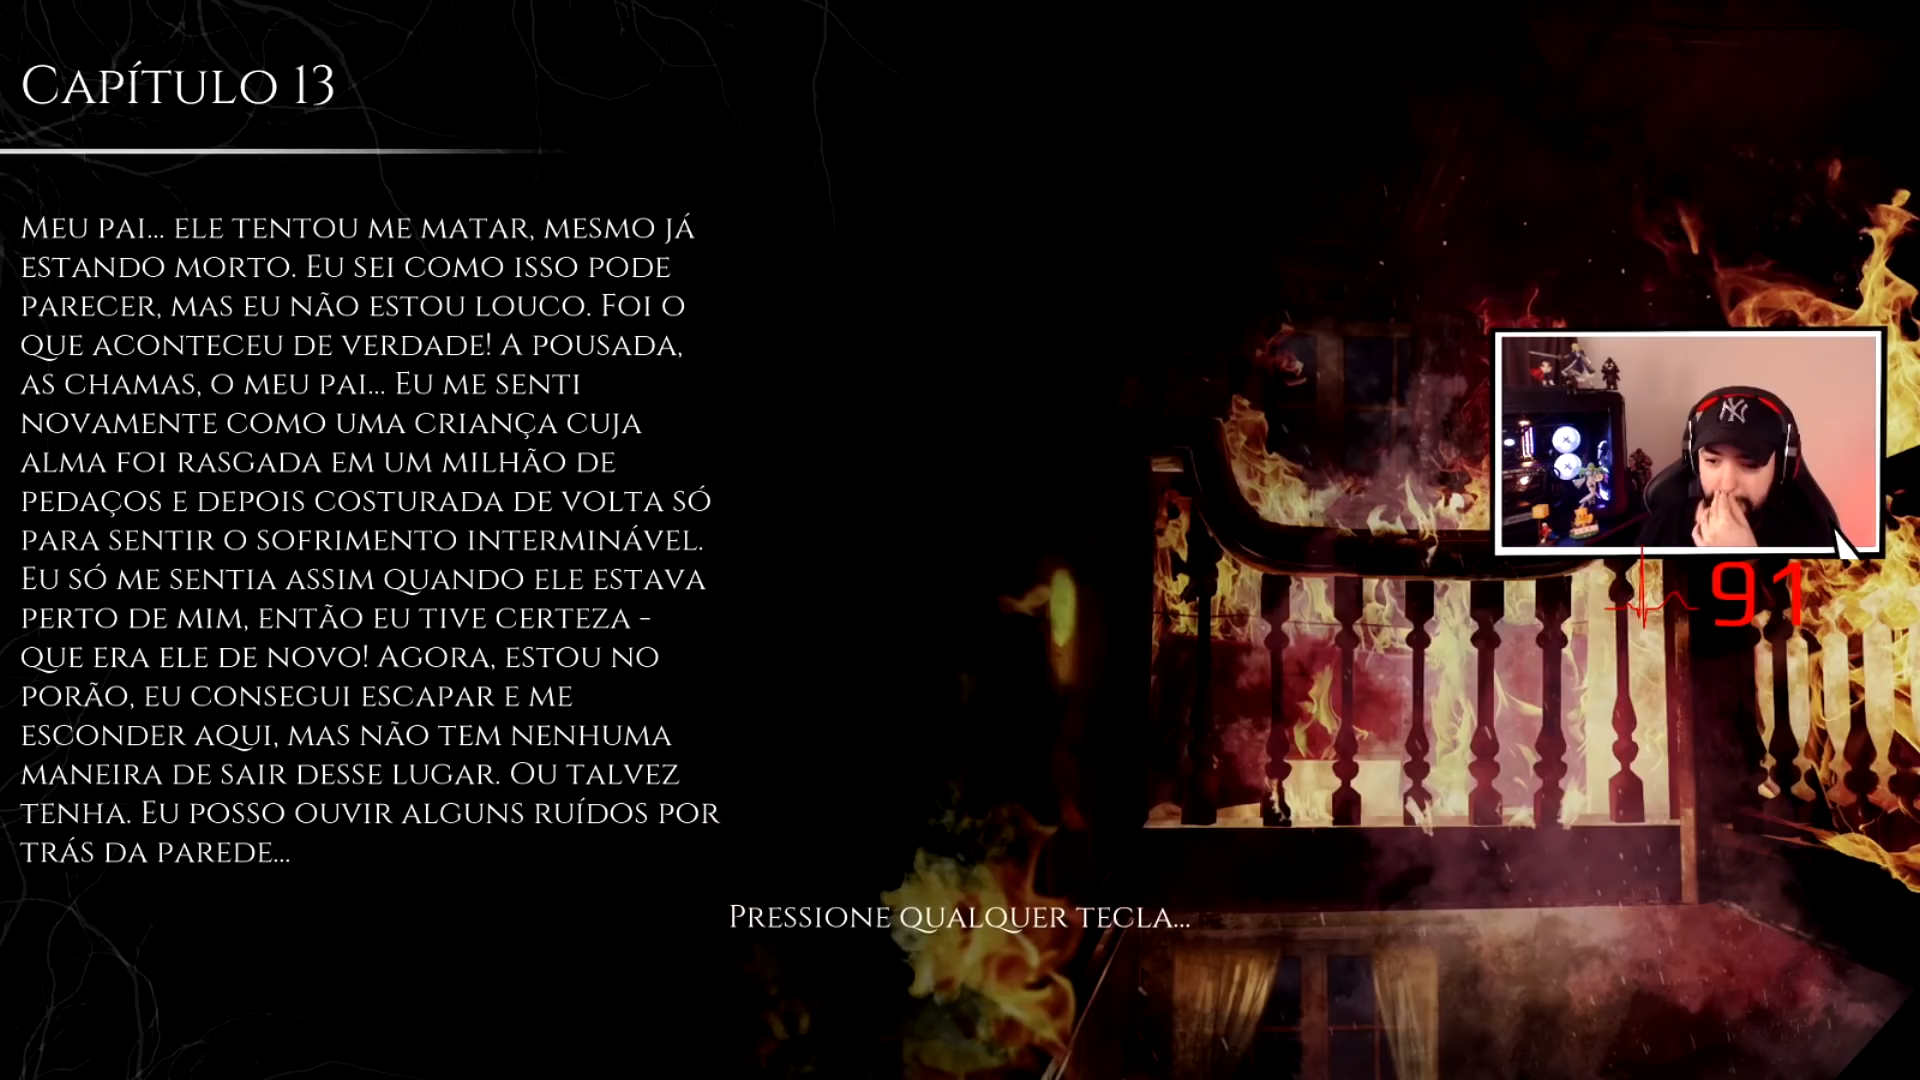 Capítulo 13
Meu pai... ele tentou me matar, mesmo já
estando morto. Eu sei como isso pode
parecer, mas eu não estou louco. Foi o
que aconteceu de verdade! A pousada,
as chamas, o meu pai... Eu me senti
novamente como uma criança cuja
alma foi rasgada em um milhão de
pedaços e depois costurada de volta só
para sentir o sofrimento interminável.
Eu só me sentia assim quando ele estava
perto de mim, então eu tive certeza -
que era ele de novo! Agora, estou no
porão, eu consegui escapar e me
esconder aqui, mas não tem nenhuma
maneira de sair desse lugar. Ou talvez
tenha. Eu posso ouvir alguns ruídos por
trás da parede...
Pressione qualquer tecla...
NY
91